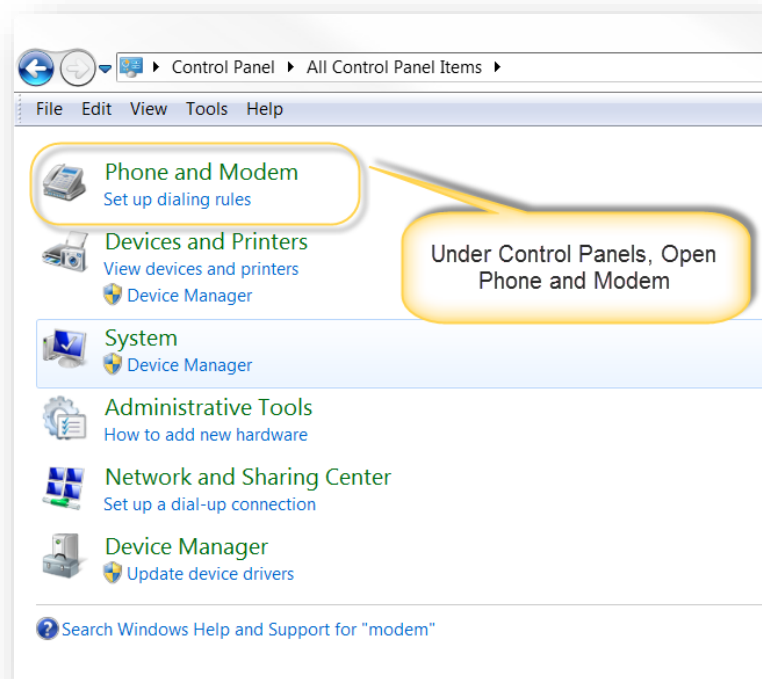 Control Panel All Control Panel Items
File Edit View Tools Help
Phone and Modem
Set up dialing rules
Under Control Panels, Open
Phone and Modem
Devices and Printers
View devices and printers
Device Manager
System
Device Manager
Administrative Tools
How to add new hardware
Network and Sharing Center
Set up a dial-up connection
Device Manager
Update device drivers
Search Windows Help and Support for "modem"